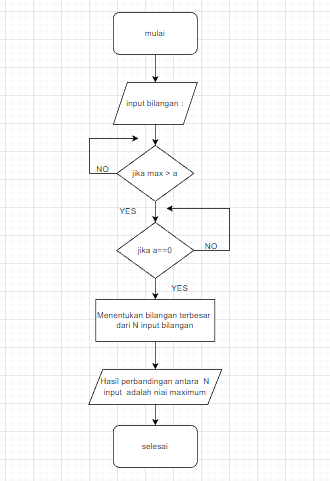 mulai
input bilangan :
jika max > a
NO
YES
jika a==0
NO
YES
Menentukan bilangan terbesar
dari N input bilangan
Hasil perbandingan antara N
input adalah niai maximum
selesai